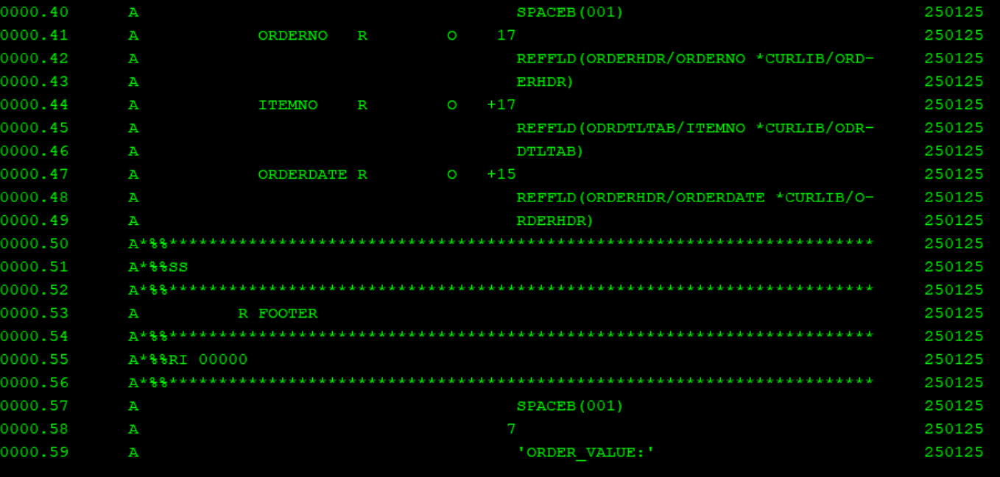 0000.40      A                                      SPACEB(001)                              250125
0000.41      A            ORDERNO   R        O    17                                         250125
0000.42      A                                      REFFLD(ORDERHDR/ORDERNO *CURLIB/ORD-     250125
0000.43      A                                      ERHDR)                                   250125
0000.44      A            ITEMNO    R        O   +17                                         250125
0000.45      A                                      REFFLD(ODRDTLTAB/ITEMNO *CURLIB/ODR-     250125
0000.46      A                                      DTLTAB)                                  250125
0000.47      A            ORDERDATE R        O   +15                                         250125
0000.48      A                                      REFFLD(ORDERHDR/ORDERDATE *CURLIB/O-     250125
0000.49      A                                      RDERHDR)                                 250125
0000.50      A*%%***********************************************************************     250125
0000.51      A*%%SS                                                                          250125
0000.52      A*%%***********************************************************************     250125
0000.53      A          R FOOTER                                                             250125
0000.54      A*%%***********************************************************************     250125
0000.55      A*%%RI 00000                                                                    250125
0000.56      A*%%***********************************************************************     250125
0000.57      A                                      SPACEB(001)                              250125
0000.58      A                                     7                                         250125
0000.59      A                                      'ORDER_VALUE:'                           250125